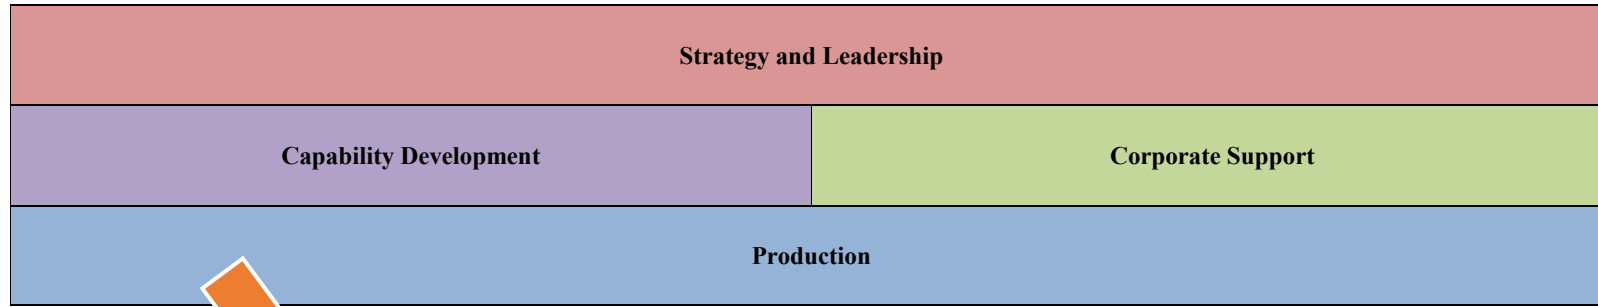 Strategy and Leadership
Capability Development
Corporate Support
Production